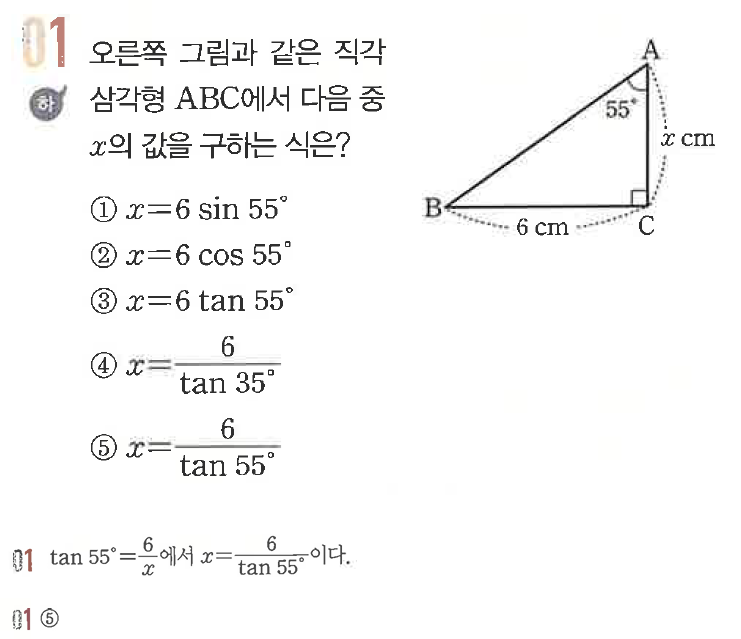 01 오른쪽 그림과 같은 직각
하 삼각형 ABC에서 다음 중
x의 값을 구하는 식은?
① x=6 sin 55°
② x=6 cos 55°
③ x=6 tan 55°
④ x=6/tan 35°
⑤ x=6/tan 55°
A
55°
x cm
B
6 cm
C
01 tan 55°=6/x에서 x=6/tan 55°이다.
01 ⑤